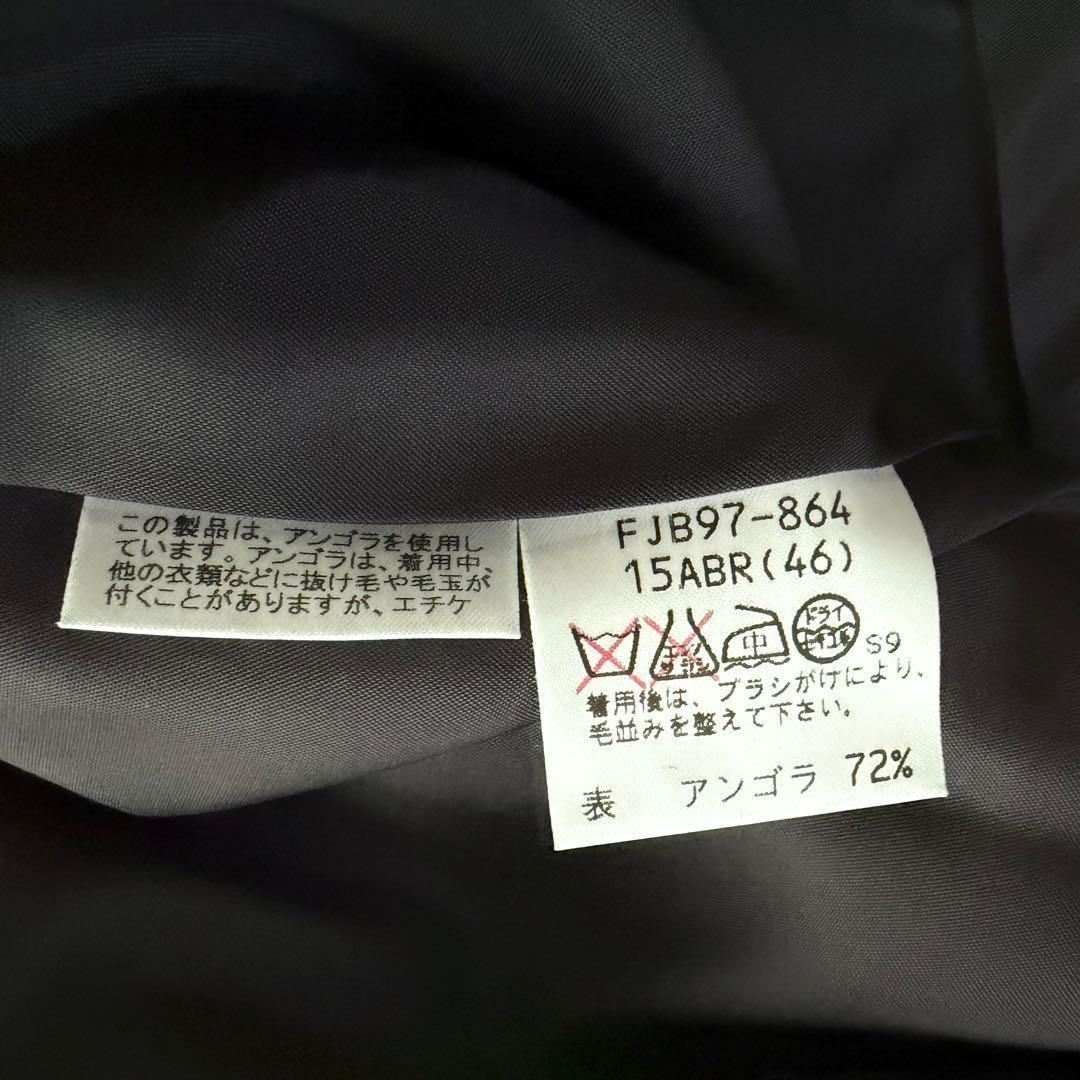 この製品は、アンゴラを使用し
ています。アンゴラは、着用中、
他の衣類などに抜け毛や毛玉が
付くことがありますが、エチケ
FJB97-864
15ABR(46)
中
ドライ
S9
着用後は、ブラシがけにより、
毛並みを整えて下さい。
表 アンゴラ 72%